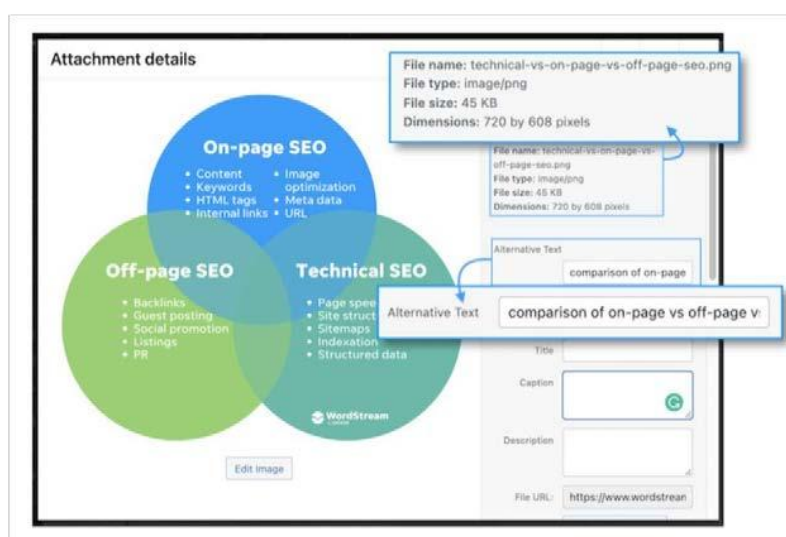 Attachment details
File name: technical-vs-on-page-vs-off-page-seo.png
File type: image/png
File size: 45 KB
Dimensions: 720 by 608 pixels
On-page SEO
• Content
• Keywords
• HTML tags
• Internal links
• Image
optimization
• Meta data
• URL
Off-page SEO
• Backlinks
• Guest posting
• Social promotion
• Listings
• PR
Technical SEO
• Page spee
• Site struct
• Sitemaps
• Indexation
• Structured data
WordStream
Edit Image
File name: technical-vs-on-page-vs-
off-page-seo.png
File type: image/png
File size: 45 KB
Dimensions: 720 by 608 pixels
Alternative Text
comparison of on-page
Alternative Text
comparison of on-page vs off-page v
Title
Caption
Description
File URL:
https://www.wordstrean